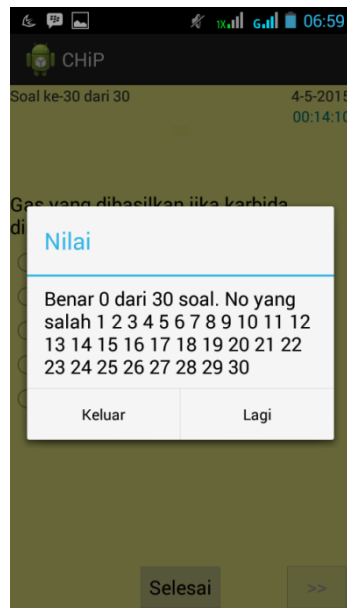 1X G 06:59
CHiP
Soal ke-30 dari 30 4-5-2015
00:14:10
Gas yang dihasilkan jika karbida
di
Nilai
Benar 0 dari 30 soal. No yang
salah 1 2 3 4 5 6 7 8 9 10 11 12
13 14 15 16 17 18 19 20 21 22
23 24 25 26 27 28 29 30
Keluar Lagi
Selesai >>